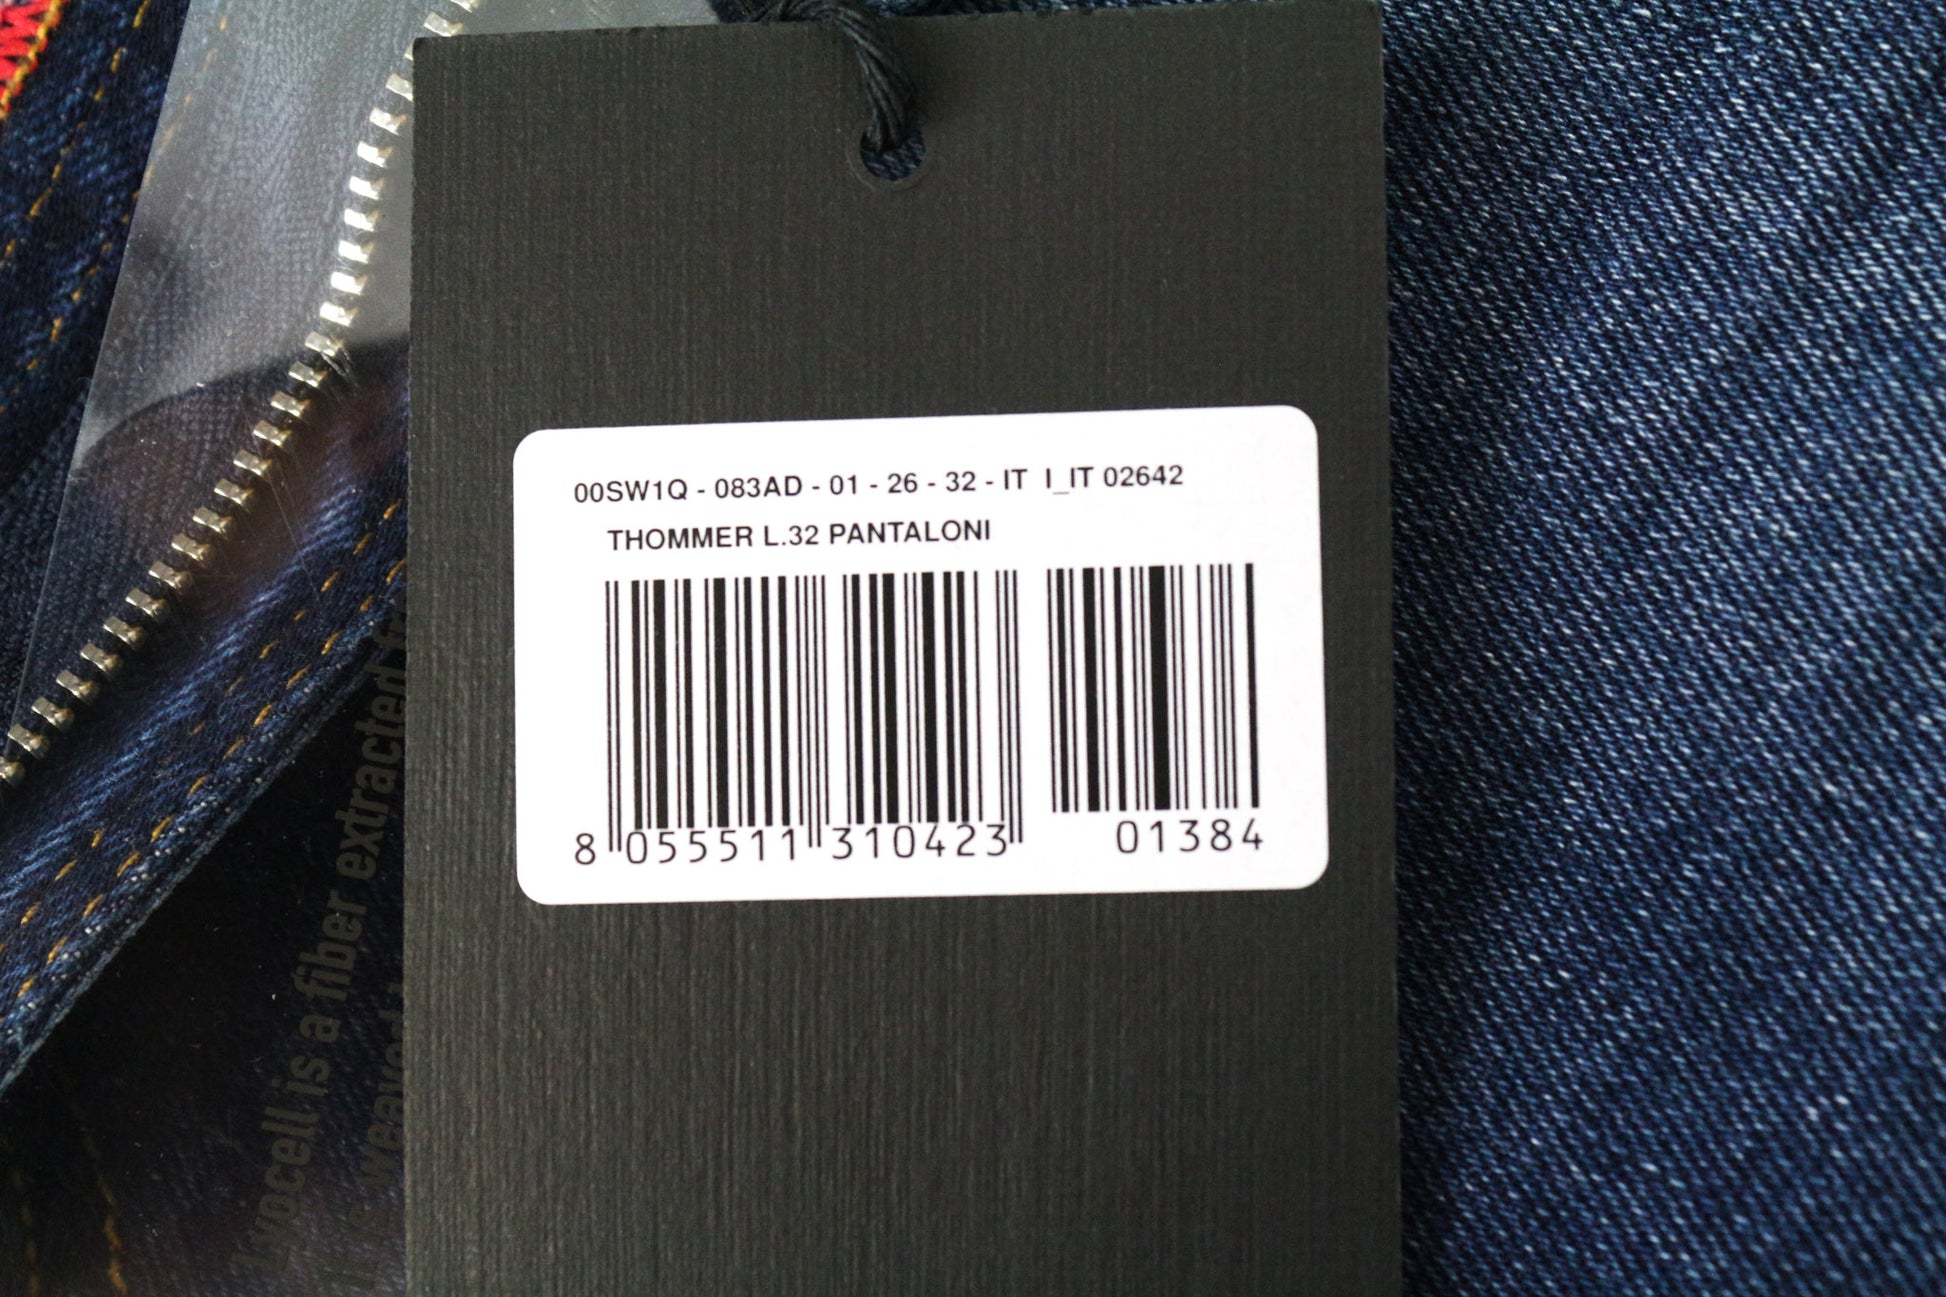 00SW1Q - 083AD - 01 - 26 - 32 - IT I_IT 02642
THOMMER L.32 PANTALONI
8 055511 310423 01384
Lyocell is a fiber extracted